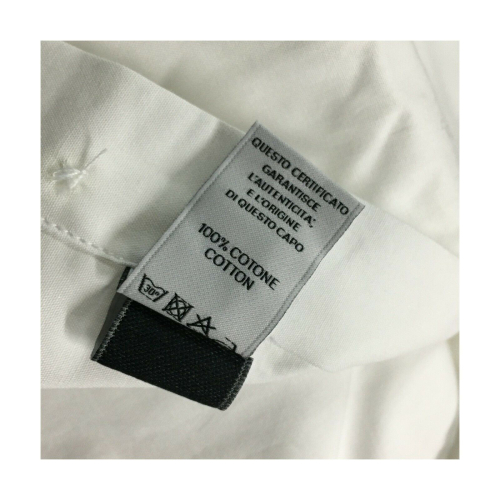 QUESTO CERTIFICATO
GARANTISCE
L'AUTENTICITA'
E L'ORIGINE
DI QUESTO CAPO
100% COTONE
COTTON
30°